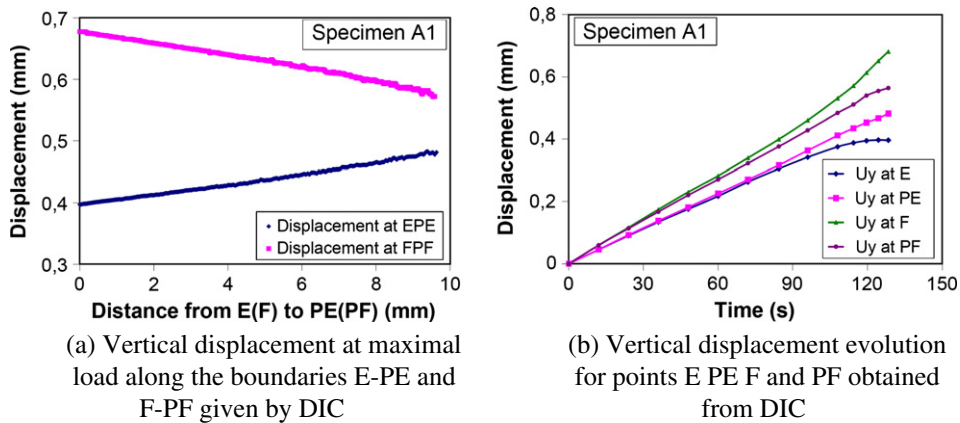 0,7
0,6
0,5
0,4
0,3
Displacement (mm)
Specimen A1
Displacement at EPE
Displacement at FPF
0 2 4 6 8 10
Distance from E(F) to PE(PF) (mm)
(a) Vertical displacement at maximal
load along the boundaries E-PE and
F-PF given by DIC
0,8
0,6
0,4
0,2
0
Displacement (mm)
Specimen A1
Uy at E
Uy at PE
Uy at F
Uy at PF
0 30 60 90 120 150
Time (s)
(b) Vertical displacement evolution
for points E PE F and PF obtained
from DIC